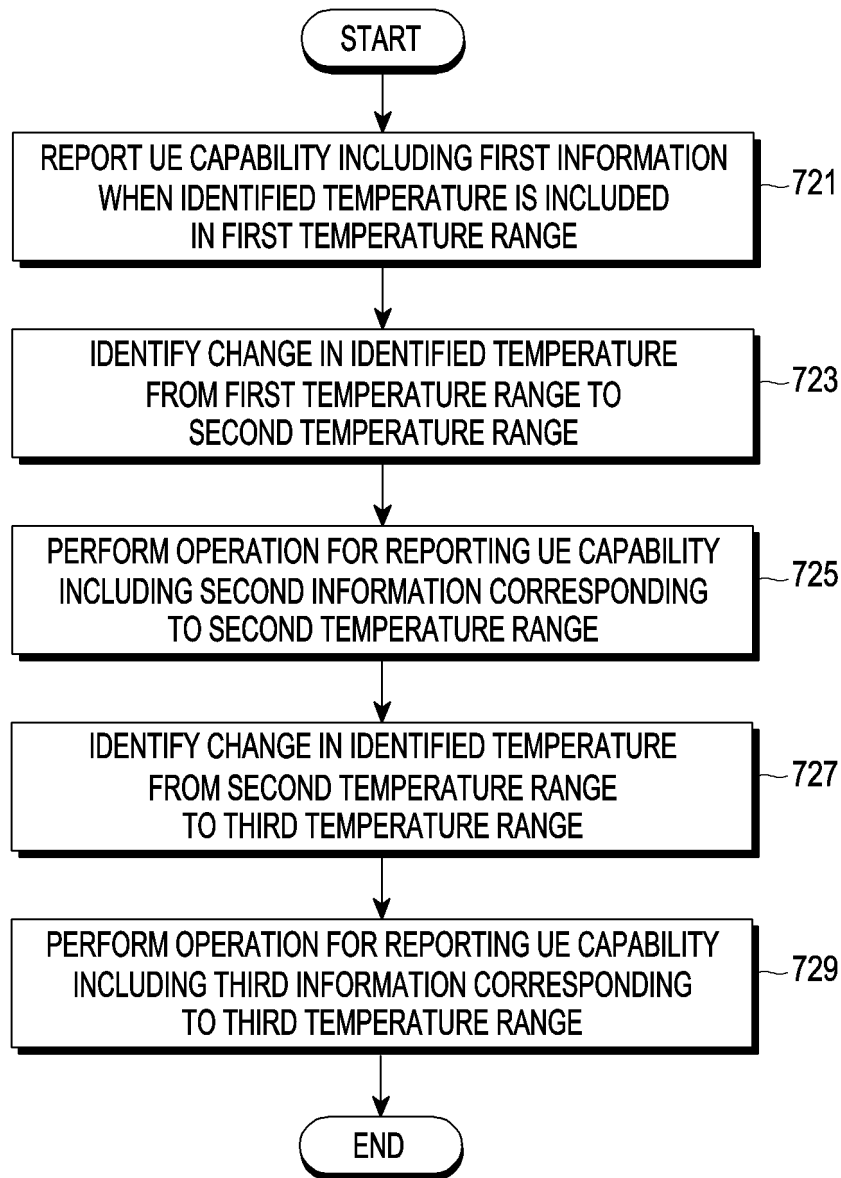 START
REPORT UE CAPABILITY INCLUDING FIRST INFORMATION
WHEN IDENTIFIED TEMPERATURE IS INCLUDED
IN FIRST TEMPERATURE RANGE
721
IDENTIFY CHANGE IN IDENTIFIED TEMPERATURE
FROM FIRST TEMPERATURE RANGE TO
SECOND TEMPERATURE RANGE
723
PERFORM OPERATION FOR REPORTING UE CAPABILITY
INCLUDING SECOND INFORMATION CORRESPONDING
TO SECOND TEMPERATURE RANGE
725
IDENTIFY CHANGE IN IDENTIFIED TEMPERATURE
FROM SECOND TEMPERATURE RANGE
TO THIRD TEMPERATURE RANGE
727
PERFORM OPERATION FOR REPORTING UE CAPABILITY
INCLUDING THIRD INFORMATION CORRESPONDING
TO THIRD TEMPERATURE RANGE
729
END